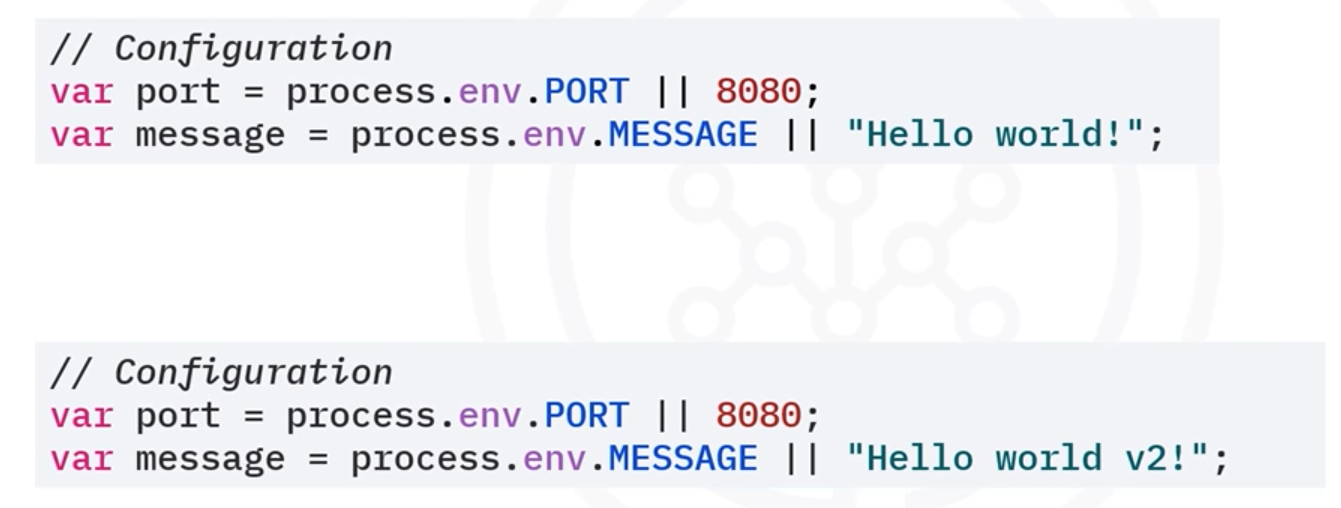 // Configuration
var port = process.env.PORT || 8080;
var message = process.env.MESSAGE || "Hello world!";
// Configuration
var port = process.env.PORT || 8080;
var message = process.env.MESSAGE || "Hello world v2!";